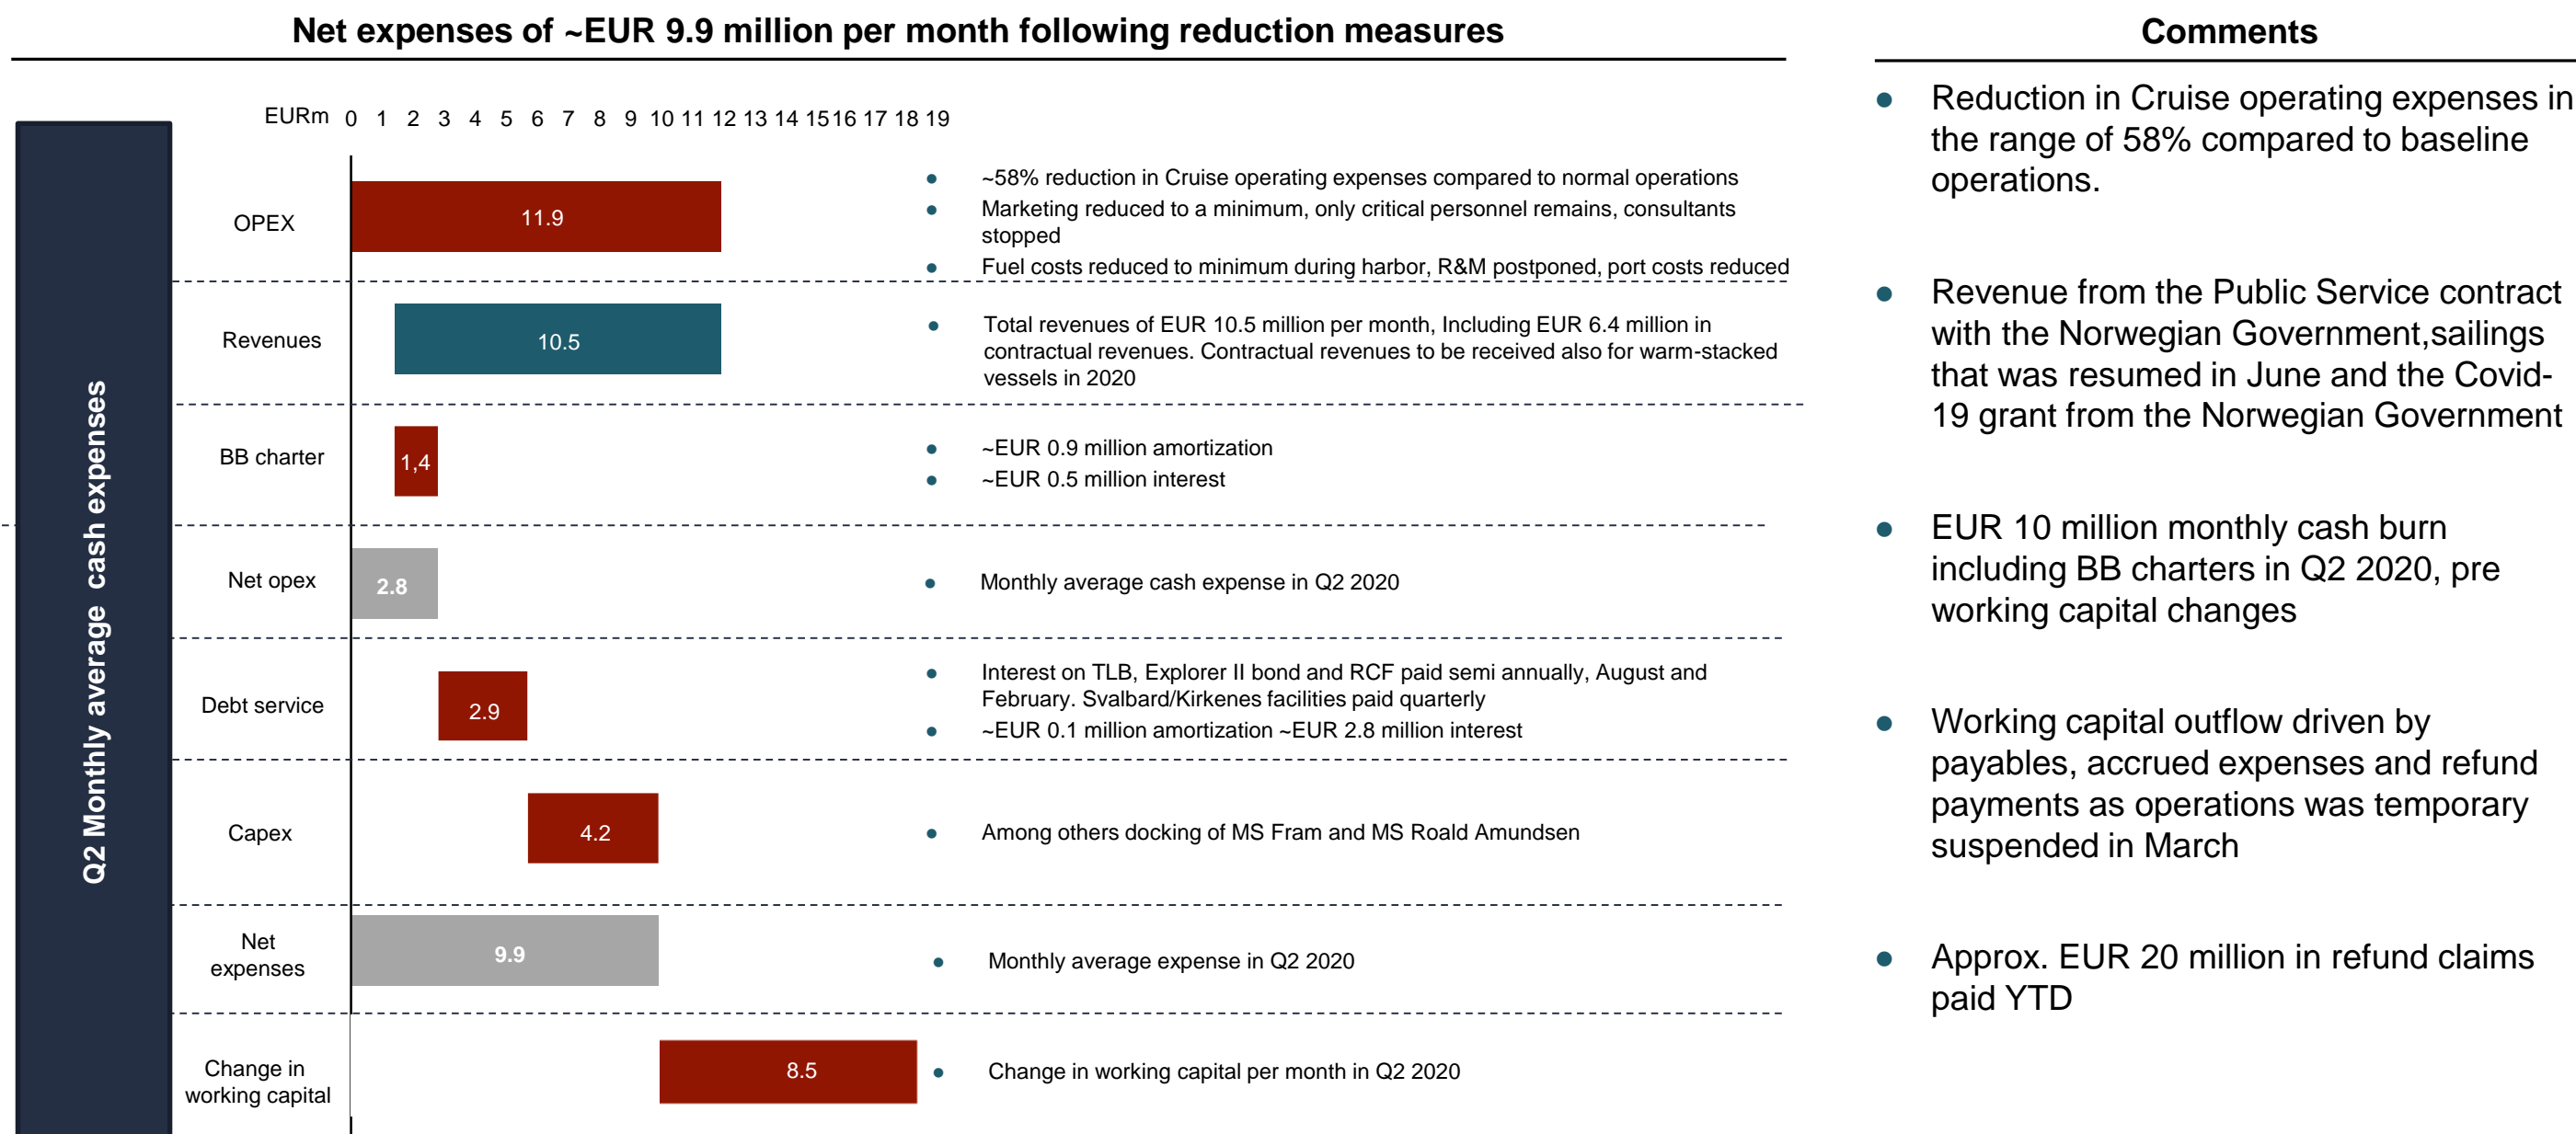 Net expenses of ~EUR 9.9 million per month following reduction measures
EURm 0 1 2 3 4 5 6 7 8 9 10 11 12 13 14 15 16 17 18 19
Q2 Monthly average cash expenses
OPEX
11.9
~58% reduction in Cruise operating expenses compared to normal operations
Marketing reduced to a minimum, only critical personnel remains, consultants
stopped
Fuel costs reduced to minimum during harbor, R&M postponed, port costs reduced
Revenues
10.5
Total revenues of EUR 10.5 million per month, Including EUR 6.4 million in
contractual revenues. Contractual revenues to be received also for warm-stacked
vessels in 2020
BB charter
1,4
~EUR 0.9 million amortization
~EUR 0.5 million interest
Net opex
2.8
Monthly average cash expense in Q2 2020
Debt service
2.9
Interest on TLB, Explorer II bond and RCF paid semi annually, August and
February. Svalbard/Kirkenes facilities paid quarterly
~EUR 0.1 million amortization ~EUR 2.8 million interest
Capex
4.2
Among others docking of MS Fram and MS Roald Amundsen
Net
expenses
9.9
Monthly average expense in Q2 2020
Change in
working capital
8.5
Change in working capital per month in Q2 2020
Comments
Reduction in Cruise operating expenses in
the range of 58% compared to baseline
operations.
Revenue from the Public Service contract
with the Norwegian Government,sailings
that was resumed in June and the Covid-
19 grant from the Norwegian Government
EUR 10 million monthly cash burn
including BB charters in Q2 2020, pre
working capital changes
Working capital outflow driven by
payables, accrued expenses and refund
payments as operations was temporary
suspended in March
Approx. EUR 20 million in refund claims
paid YTD